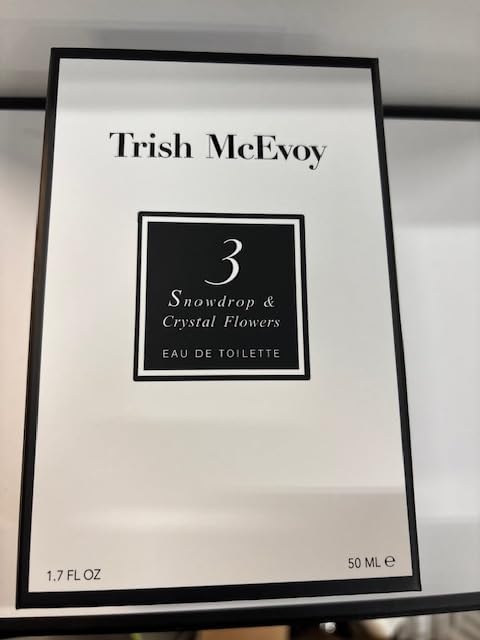 Trish McEvoy
3
Snowdrop &
Crystal Flowers
EAU DE TOILETTE
1.7 FL OZ
50 ML ℮